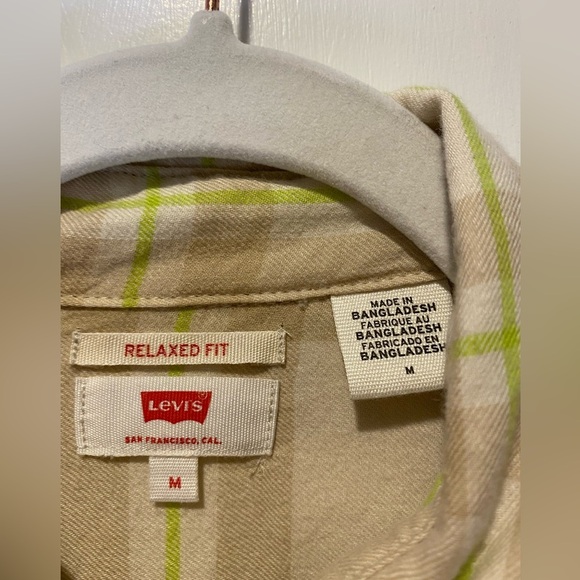 RELAXED FIT
Levi's
SAN FRANCISCO, CAL.
M
MADE IN
BANGLADESH
FABRIQUE AU
BANGLADESH
FABRICADO EN
BANGLADESH
M